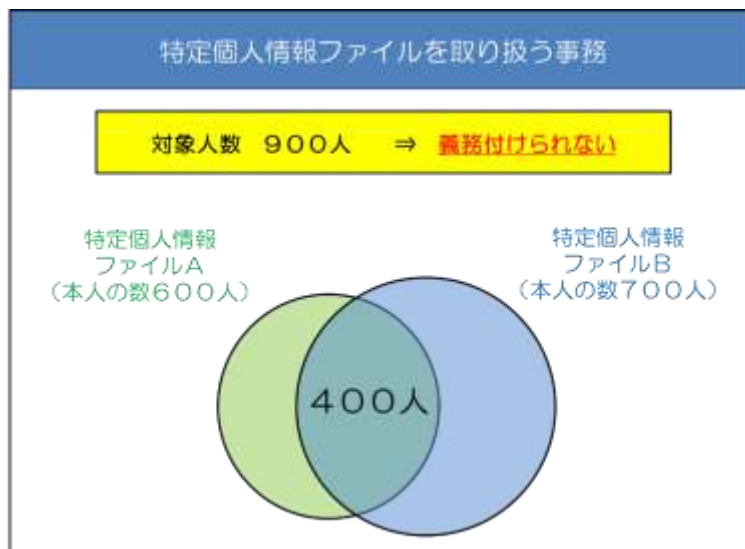 特定個人情報ファイルを取り扱う事務
対象人数　９００人　⇒　義務付けられない
特定個人情報
ファイルA
（本人の数６００人）
特定個人情報
ファイルB
（本人の数７００人）
４００人